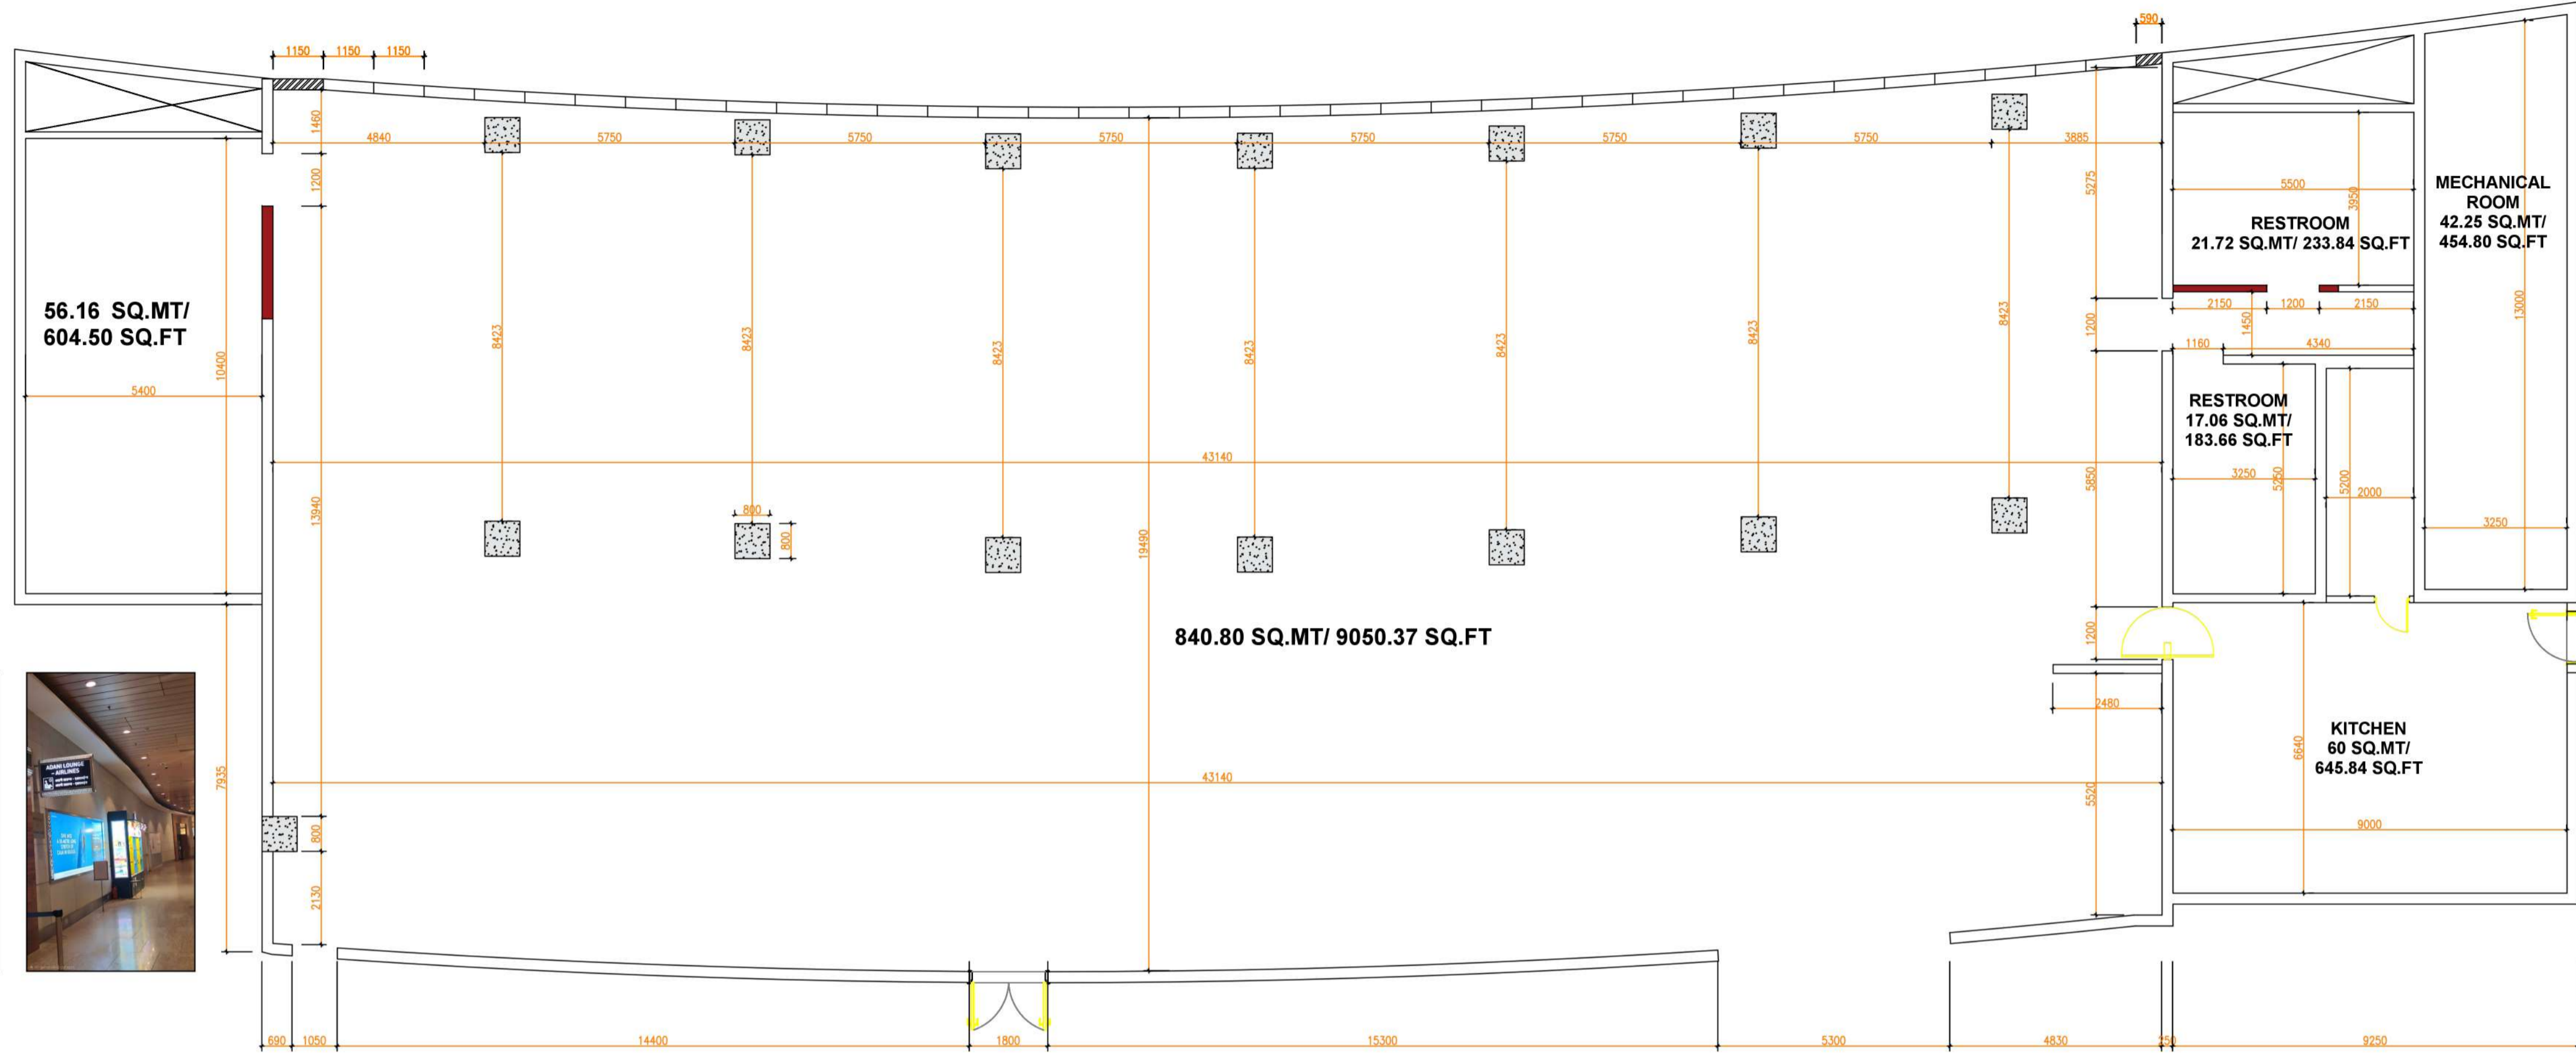 590
1150 1150 1150
1460
4840 5750 5750 5750 5750 5750 5750 3885
1200
5275
5500
3950
MECHANICAL
ROOM
42.25 SQ.MT/
454.80 SQ.FT
RESTROOM
21.72 SQ.MT/ 233.84 SQ.FT
13000
2150 1200 2150
1450
1200
1160 4340
56.16 SQ.MT/
604.50 SQ.FT
10400
5400
8423 8423 8423 8423 8423 8423 8423
RESTROOM
17.06 SQ.MT/
183.66 SQ.FT
3250 5250
5200
2000
3250
43140
5850
13940
800
800
19490
840.80 SQ.MT/ 9050.37 SQ.FT
1200
2480
KITCHEN
60 SQ.MT/
645.84 SQ.FT
6640
ADANI LOUNGE
- AIRLINES
7935
43140
5520
9000
800
2130
690 1050 14400 1800 15300 5300 4830 250 9250